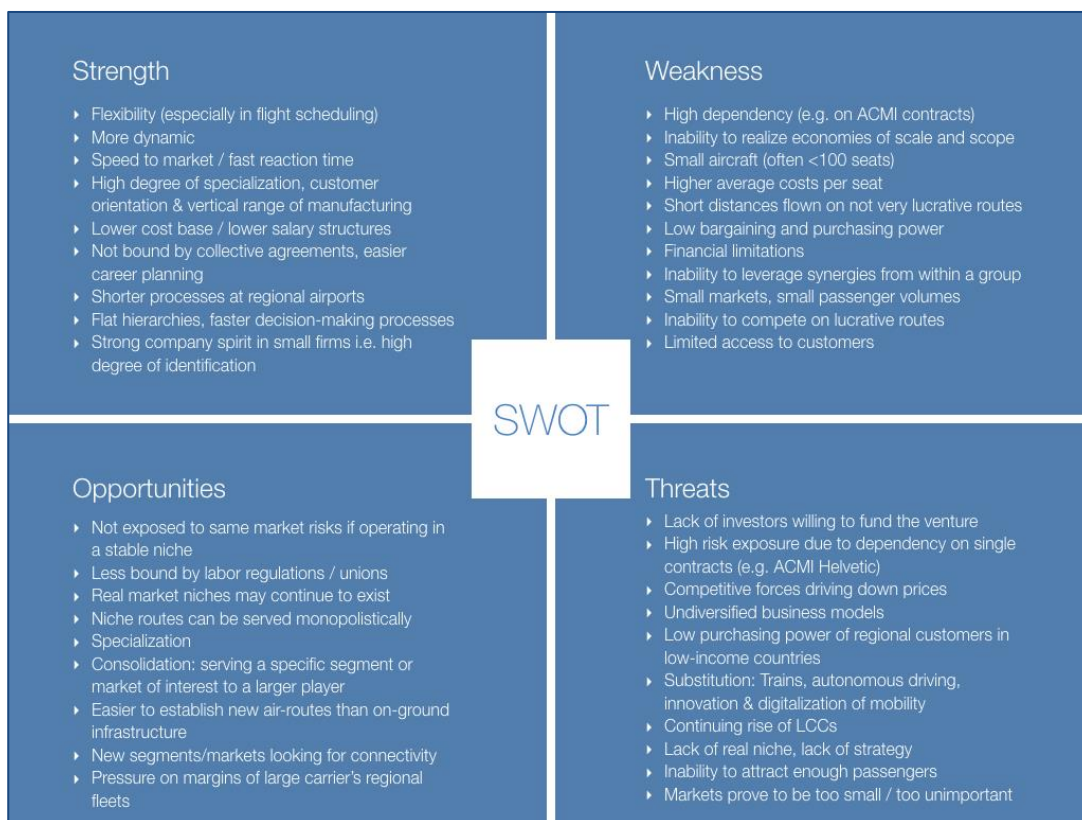 Strength
‣ Flexibility (especially in flight scheduling)
‣ More dynamic
‣ Speed to market / fast reaction time
‣ High degree of specialization, customer
orientation & vertical range of manufacturing
‣ Lower cost base / lower salary structures
‣ Not bound by collective agreements, easier
career planning
‣ Shorter processes at regional airports
‣ Flat hierarchies, faster decision-making processes
‣ Strong company spirit in small firms i.e. high
degree of identification
Weakness
‣ High dependency (e.g. on ACMI contracts)
‣ Inability to realize economies of scale and scope
‣ Small aircraft (often <100 seats)
‣ Higher average costs per seat
‣ Short distances flown on not very lucrative routes
‣ Low bargaining and purchasing power
‣ Financial limitations
‣ Inability to leverage synergies from within a group
‣ Small markets, small passenger volumes
‣ Inability to compete on lucrative routes
‣ Limited access to customers
SWOT
Opportunities
‣ Not exposed to same market risks if operating in
a stable niche
‣ Less bound by labor regulations / unions
‣ Real market niches may continue to exist
‣ Niche routes can be served monopolistically
‣ Specialization
‣ Consolidation: serving a specific segment or
market of interest to a larger player
‣ Easier to establish new air-routes than on-ground
infrastructure
‣ New segments/markets looking for connectivity
‣ Pressure on margins of large carrier's regional
fleets
Threats
‣ Lack of investors willing to fund the venture
‣ High risk exposure due to dependency on single
contracts (e.g. ACMI Helvetic)
‣ Competitive forces driving down prices
‣ Undiversified business models
‣ Low purchasing power of regional customers in
low-income countries
‣ Substitution: Trains, autonomous driving,
innovation & digitalization of mobility
‣ Continuing rise of LCCs
‣ Lack of real niche, lack of strategy
‣ Inability to attract enough passengers
‣ Markets prove to be too small / too unimportant